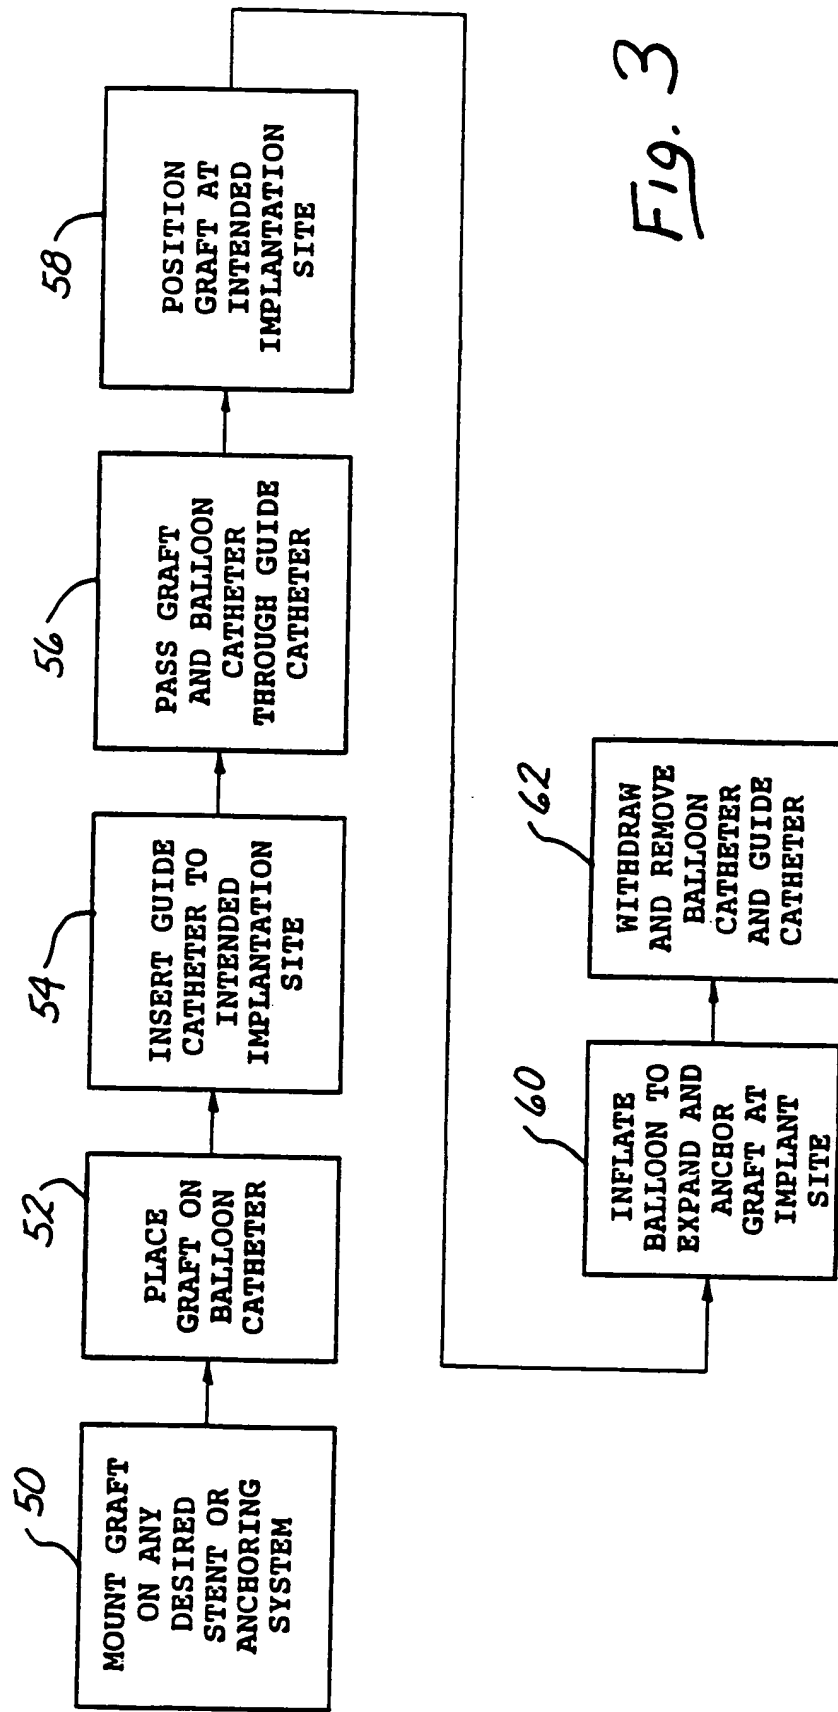 50
MOUNT GRAFT
ON ANY
DESIRED
STENT OR
ANCHORING
SYSTEM
52
PLACE
GRAFT ON
BALLOON
CATHETER
54
INSERT GUIDE
CATHETER TO
INTENDED
IMPLANTATION
SITE
56
PASS GRAFT
AND BALLOON
CATHETER
THROUGH GUIDE
CATHETER
58
POSITION
GRAFT AT
INTENDED
IMPLANTATION
SITE
60
INFLATE
BALLOON TO
EXPAND AND
ANCHOR
GRAFT AT
IMPLANT
SITE
62
WITHDRAW
AND REMOVE
BALLOON
CATHETER
AND GUIDE
CATHETER
Fig. 3